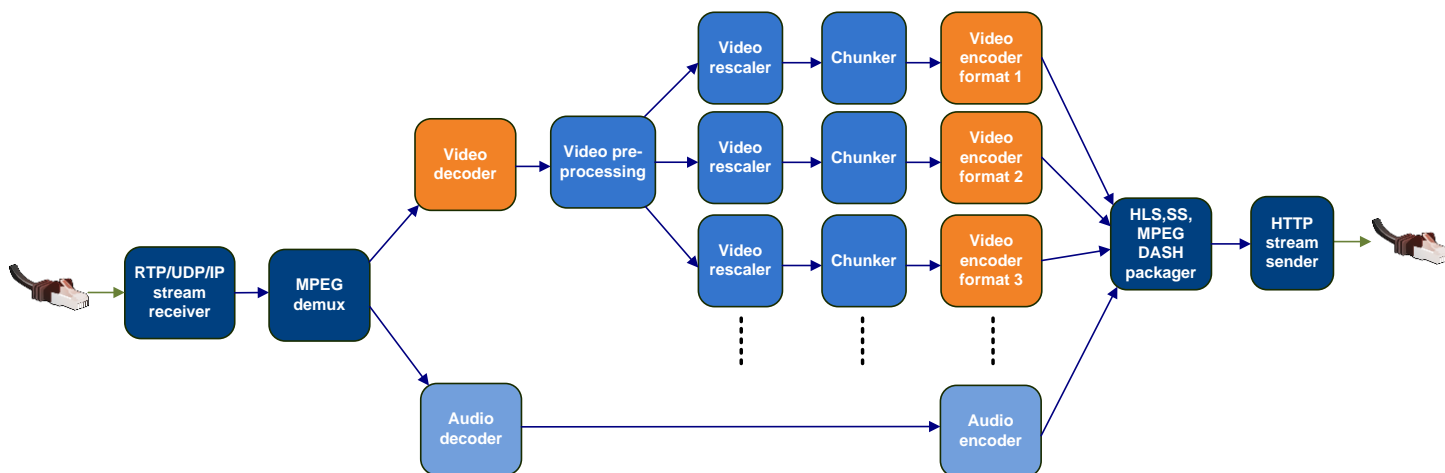 Video
rescaler
Chunker
Video
encoder
format 1
Video
decoder
Video pre-
processing
Video
rescaler
Chunker
Video
encoder
format 2
Video
rescaler
Chunker
Video
encoder
format 3
RTP/UDP/IP
stream
receiver
MPEG
demux
HLS,SS,
MPEG
DASH
packager
HTTP
stream
sender
Audio
decoder
Audio
encoder